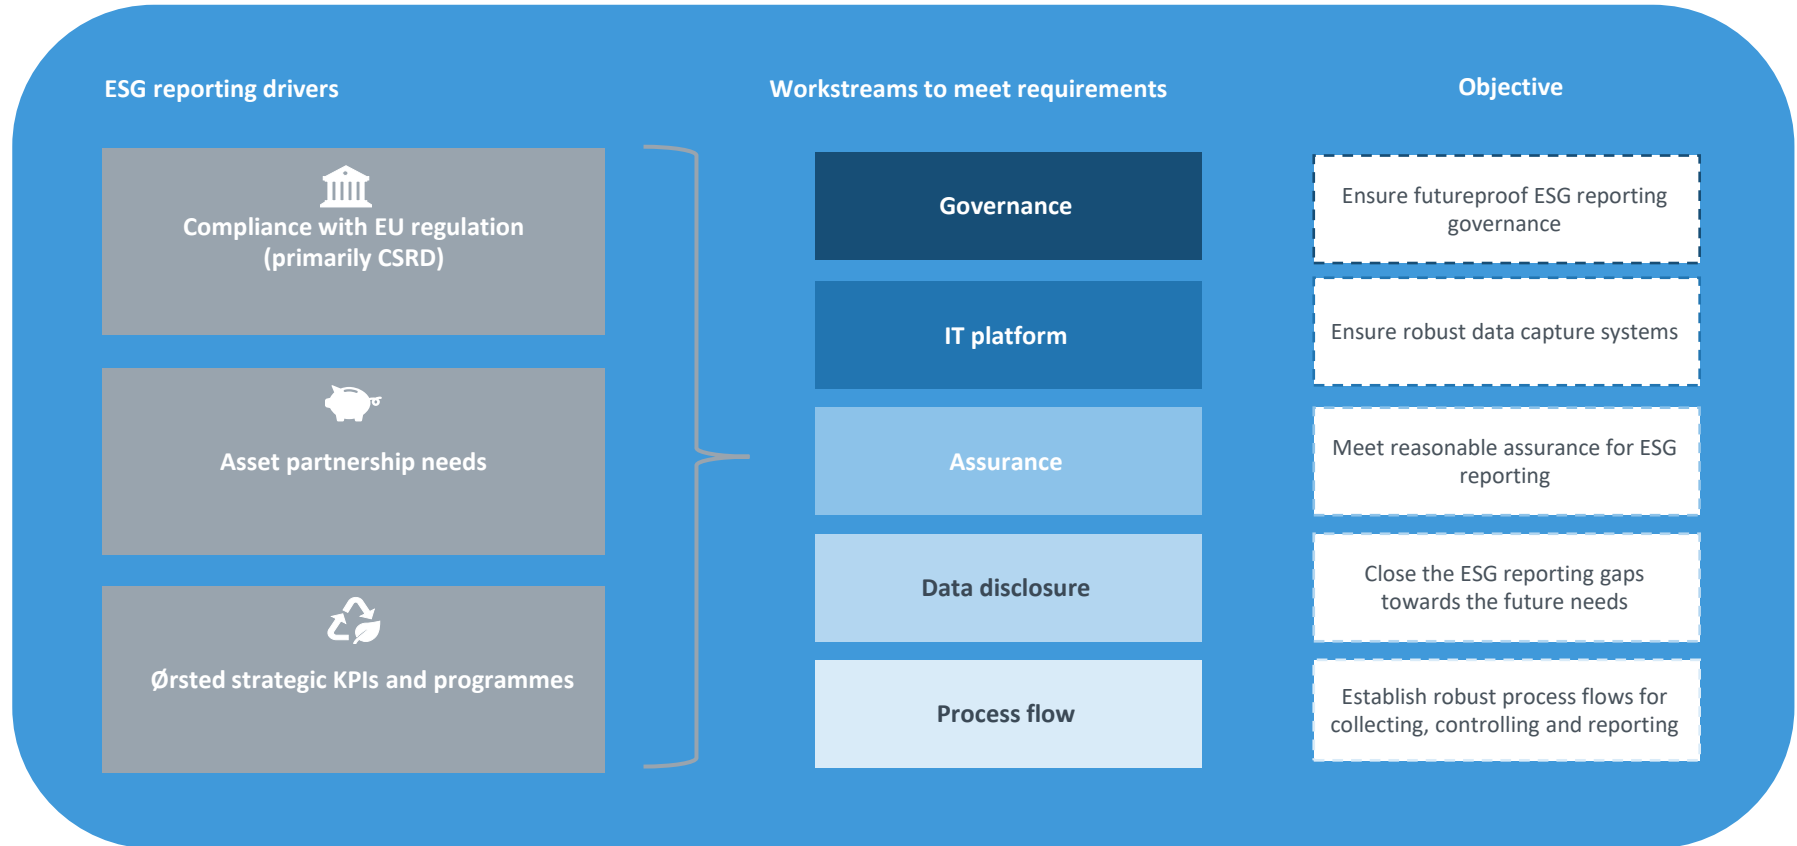 ESG reporting drivers
Compliance with EU regulation
(primarily CSRD)
Asset partnership needs
Ørsted strategic KPIs and programmes
Workstreams to meet requirements
Governance
IT platform
Assurance
Data disclosure
Process flow
Objective
Ensure futureproof ESG reporting
governance
Ensure robust data capture systems
Meet reasonable assurance for ESG
reporting
Close the ESG reporting gaps
towards the future needs
Establish robust process flows for
collecting, controlling and reporting